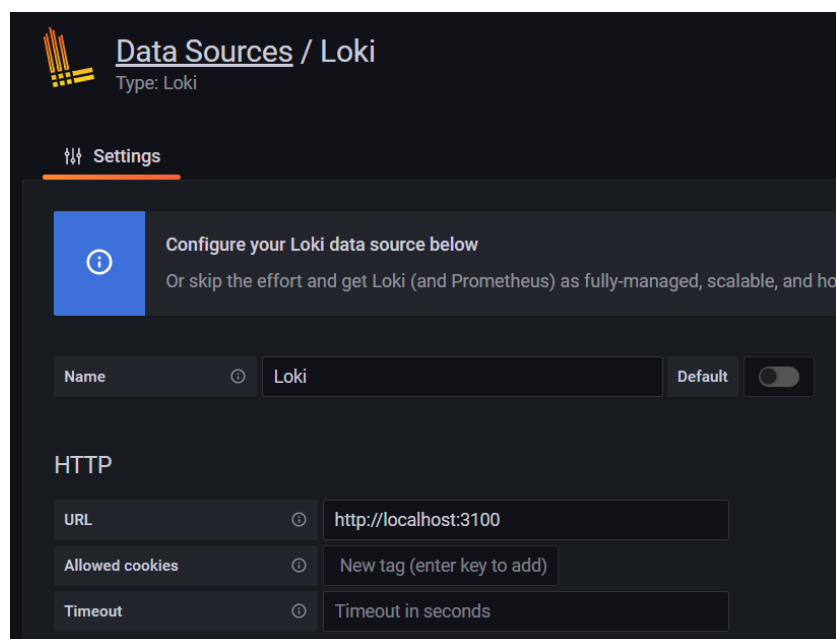 Data Sources / Loki
Type: Loki
Settings
Configure your Loki data source below
Or skip the effort and get Loki (and Prometheus) as fully-managed, scalable, and ho
Name
Loki
Default
HTTP
URL
http://localhost:3100
Allowed cookies
New tag (enter key to add)
Timeout
Timeout in seconds